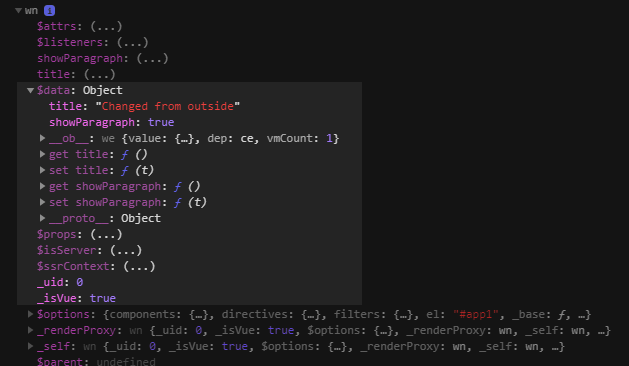 wn i
$attrs: (...)
$listeners: (...)
showParagraph: (...)
title: (...)
$data: Object
title: "Changed from outside"
showParagraph: true
__ob__: we {value: {…}, dep: ce, vmCount: 1}
get title: ƒ ()
set title: ƒ (t)
get showParagraph: ƒ ()
set showParagraph: ƒ (t)
__proto__: Object
$props: (...)
$isServer: (...)
$ssrContext: (...)
_uid: 0
_isVue: true
$options: {components: {…}, directives: {…}, filters: {…}, el: "#app1", _base: ƒ, …}
_renderProxy: wn {_uid: 0, _isVue: true, $options: {…}, _renderProxy: wn, _self: wn, …}
_self: wn {_uid: 0, _isVue: true, $options: {…}, _renderProxy: wn, _self: wn, …}
$parent: undefined